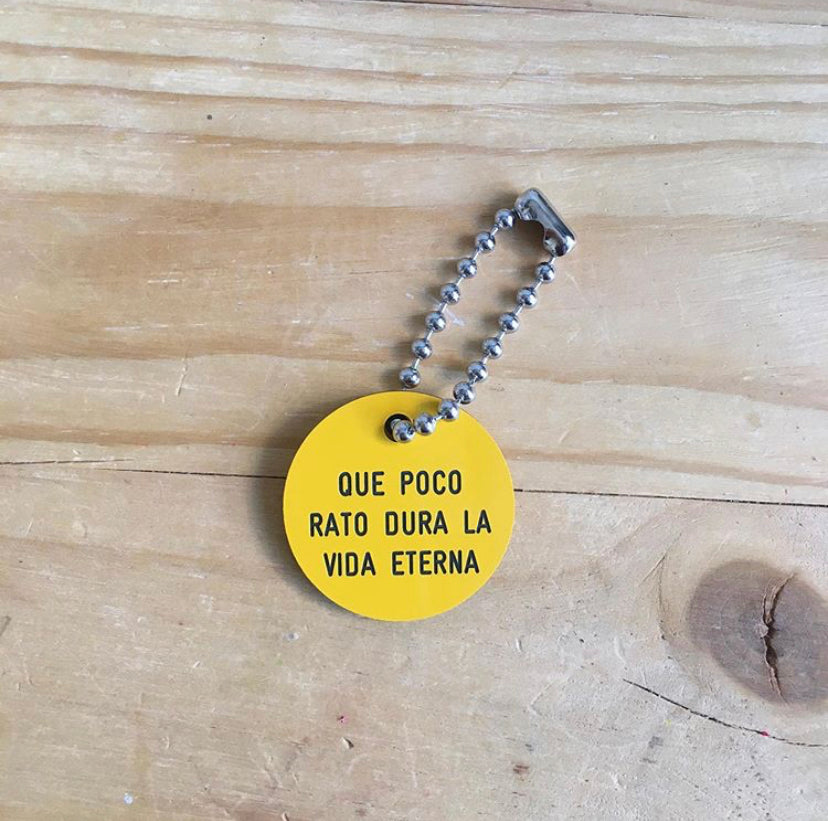 QUE POCO
RATO DURA LA
VIDA ETERNA